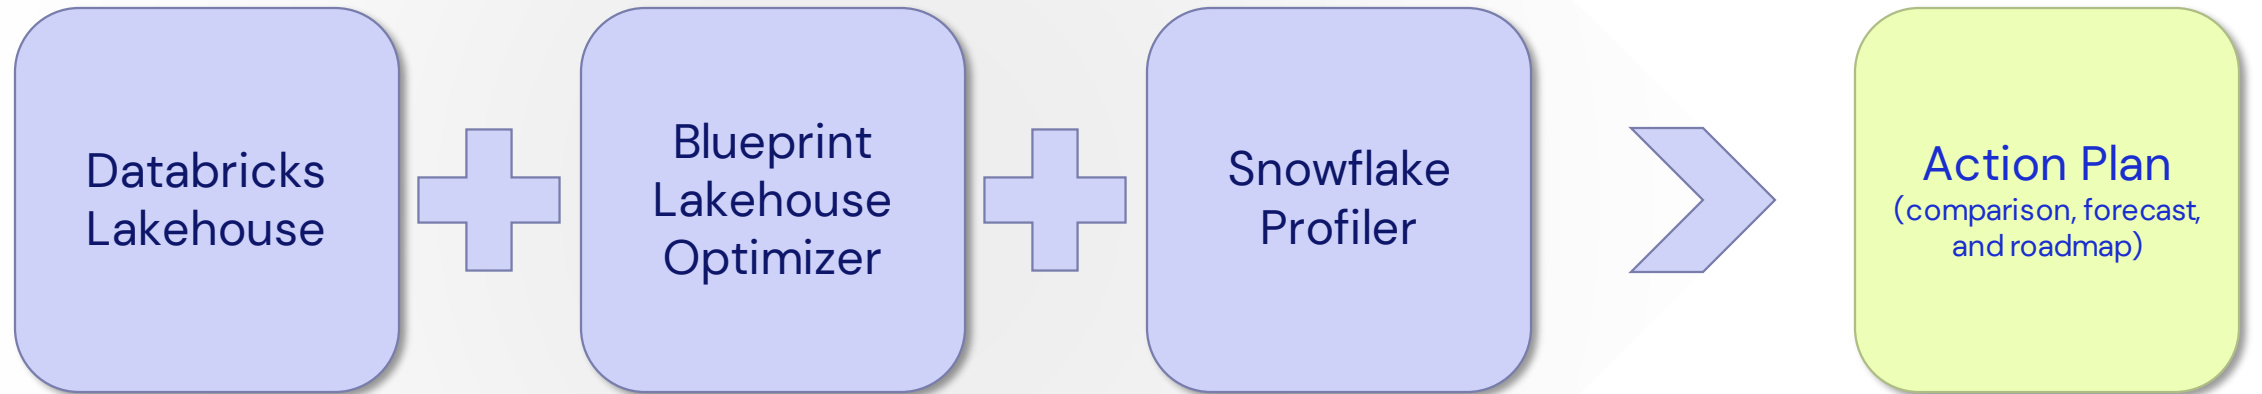 Databricks
Lakehouse
Blueprint
Lakehouse
Optimizer
Snowflake
Profiler
Action Plan
(comparison, forecast,
and roadmap)